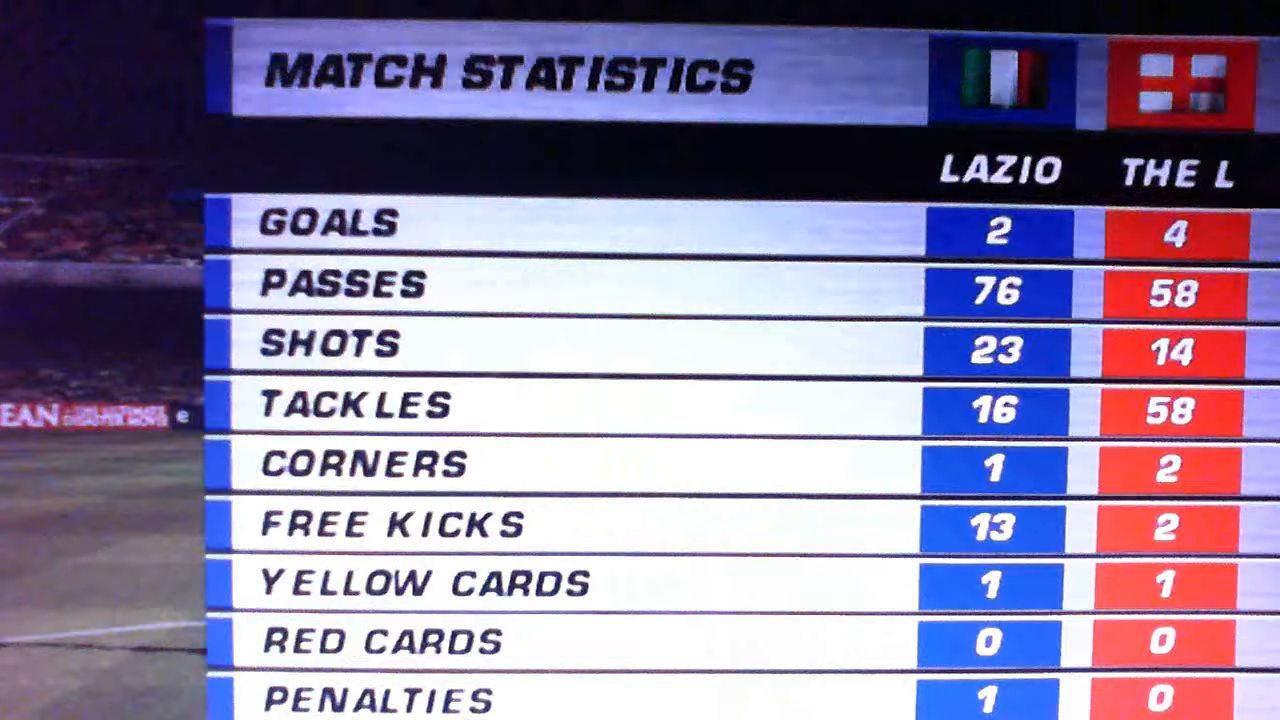 MATCH STATISTICS
LAZIO THE L
GOALS 2 4
PASSES 76 58
SHOTS 23 14
TACKLES 16 58
CORNERS 1 2
FREE KICKS 13 2
EAN e
YELLOW CARDS 1 1
RED CARDS 0 0
PENALTIES 1 0